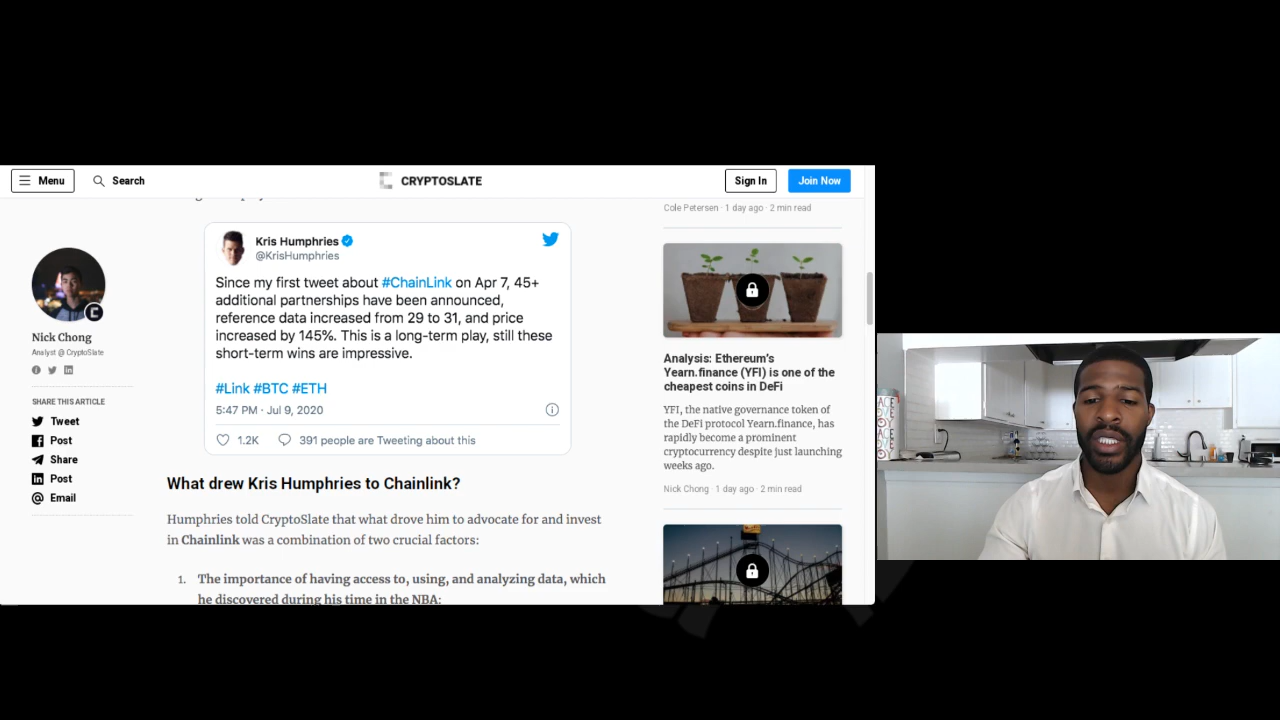 Menu
Search
CRYPTOSLATE
Sign In
Join Now
Nick Chong
Analyst @ CryptoSlate
SHARE THIS ARTICLE
Tweet
Post
Share
Post
Email
Kris Humphries
@KrisHumphries
Since my first tweet about #ChainLink on Apr 7, 45+
additional partnerships have been announced,
reference data increased from 29 to 31, and price
increased by 145%. This is a long-term play, still these
short-term wins are impressive.
#Link #BTC #ETH
5:47 PM · Jul 9, 2020
1.2K
391 people are Tweeting about this
What drew Kris Humphries to Chainlink?
Humphries told CryptoSlate that what drove him to advocate for and invest
in Chainlink was a combination of two crucial factors:
1. The importance of having access to, using, and analyzing data, which
he discovered during his time in the NBA:
Cole Petersen · 1 day ago · 2 min read
Analysis: Ethereum's
Yearn.finance (YFI) is one of the
cheapest coins in DeFi
YFI, the native governance token of
the DeFi protocol Yearn.finance, has
rapidly become a prominent
cryptocurrency despite just launching
weeks ago.
Nick Chong · 1 day ago · 2 min read